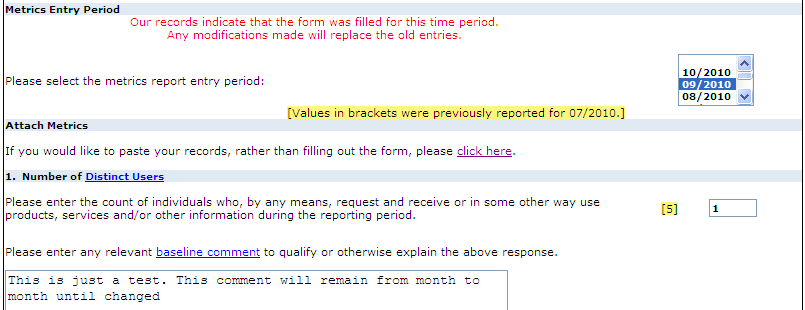 Metrics Entry Period
Our records indicate that the form was filled for this time period.
Any modifications made will replace the old entries.
10/2010
Please select the metrics report entry period:
09/2010
08/2010
[Values in brackets were previously reported for 07/2010.]
Attach Metrics
If you would like to paste your records, rather than filling out the form, please click here.
1. Number of Distinct Users
Please enter the count of individuals who, by any means, request and receive or in some other way use
products, services and/or other information during the reporting period.
[5]
1
Please enter any relevant baseline comment to qualify or otherwise explain the above response.
This is just a test. This comment will remain from month to
month until changed